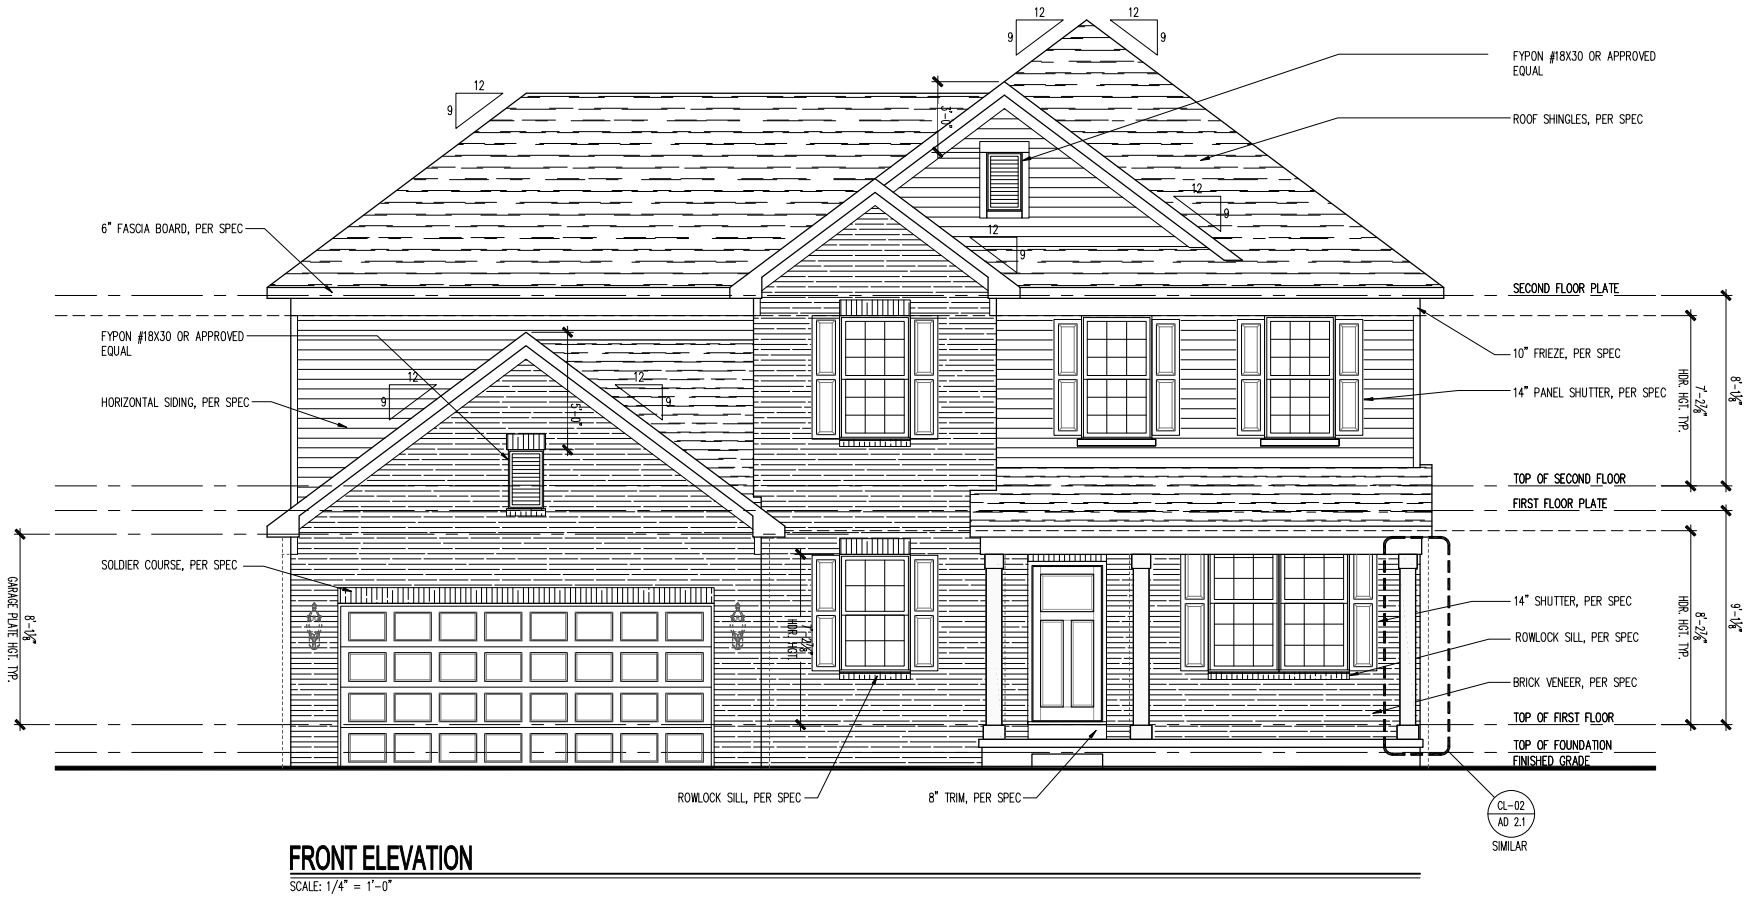 12
12
9
9
FYPON #18X30 OR APPROVED
EQUAL
12
9
3'-0"
ROOF SHINGLES, PER SPEC
12
9
6" FASCIA BOARD, PER SPEC
12
9
SECOND FLOOR PLATE
FYPON #18X30 OR APPROVED
EQUAL
10" FRIEZE, PER SPEC
12
12
9
9
5'-0"
14" PANEL SHUTTER, PER SPEC
HDR. HGT. TYP.
7'-2⅞"
8'-1⅛"
HORIZONTAL SIDING, PER SPEC
TOP OF SECOND FLOOR
FIRST FLOOR PLATE
SOLDIER COURSE, PER SPEC
GARAGE PLATE HGT. TYP.
8'-1⅛"
HDR. HGT.
7'-2⅞"
14" SHUTTER, PER SPEC
HDR. HGT. TYP.
8'-2⅞"
9'-1⅛"
ROWLOCK SILL, PER SPEC
BRICK VENEER, PER SPEC
TOP OF FIRST FLOOR
TOP OF FOUNDATION
FINISHED GRADE
ROWLOCK SILL, PER SPEC
8" TRIM, PER SPEC
CL-02
AD 2.1
SIMILAR
FRONT ELEVATION
SCALE: 1/4" = 1'-0"